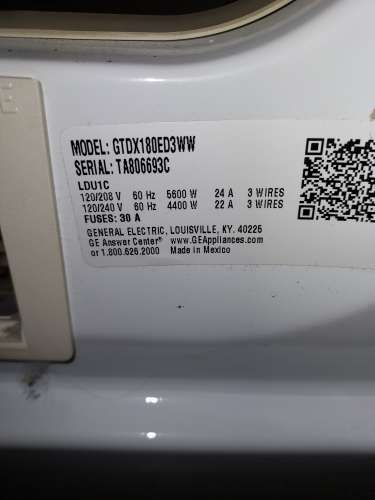 E
MODEL: GTDX180ED3WW
SERIAL: TA806693C
LDU1C
120/208 V 60 Hz 5600 W 24 A 3 WIRES
120/240 V 60 Hz 4400 W 22 A 3 WIRES
FUSES: 30 A
GENERAL ELECTRIC, LOUISVILLE, KY. 40225
GE Answer Center® www.GEAppliances.com
or 1.800.626.2000 Made in Mexico